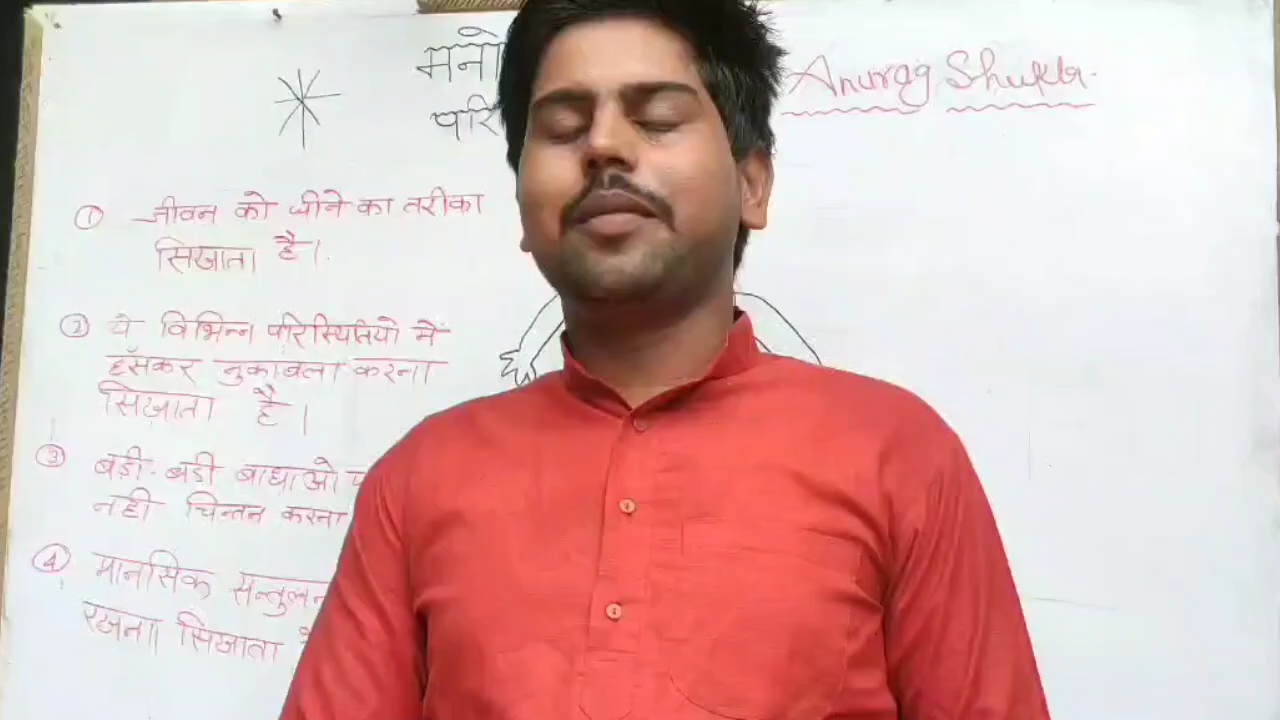 मनो
Anurag Shukla.
परि
① जीवन को जीने का तरीका
सिखाता है।
② ये विभिन्न परिस्थितियो में
हँसकर मुकाबला करना
सिखाता है।
③ बड़ी-बडी बाधाओ प
नही चिन्तन करना
④ मानसिक सन्तुलन
रखना सिखाता है